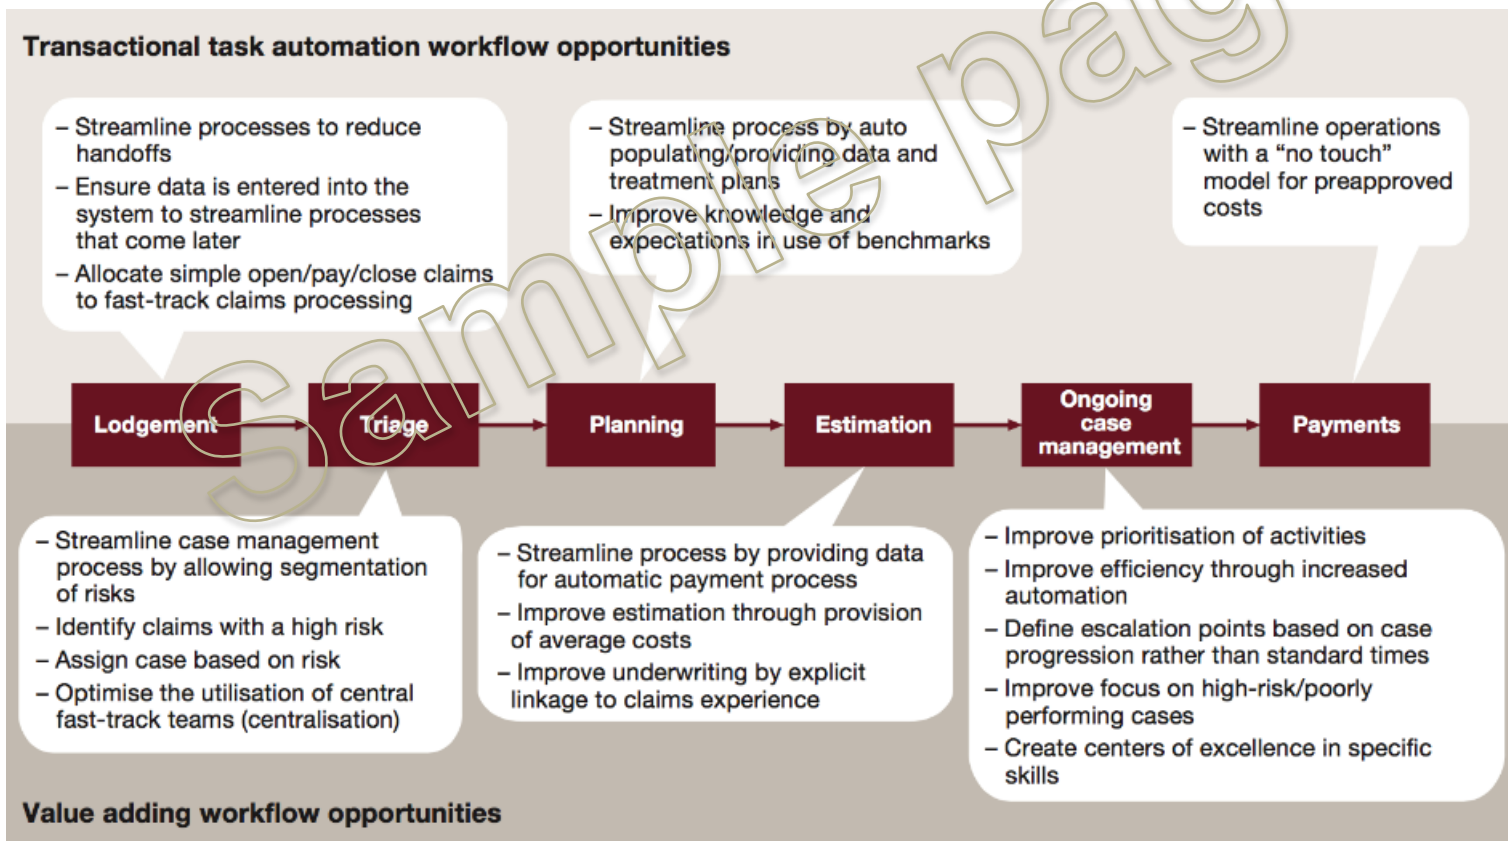 Transactional task automation workflow opportunities
– Streamline processes to reduce
handoffs
– Ensure data is entered into the
system to streamline processes
that come later
– Allocate simple open/pay/close claims
to fast-track claims processing
– Streamline process by auto
populating/providing data and
treatment plans
– Improve knowledge and
expectations in use of benchmarks
– Streamline operations
with a “no touch”
model for preapproved
costs
Lodgement
Triage
Planning
Estimation
Ongoing
case
management
Payments
– Streamline case management
process by allowing segmentation
of risks
– Identify claims with a high risk
– Assign case based on risk
– Optimise the utilisation of central
fast-track teams (centralisation)
– Streamline process by providing data
for automatic payment process
– Improve estimation through provision
of average costs
– Improve underwriting by explicit
linkage to claims experience
– Improve prioritisation of activities
– Improve efficiency through increased
automation
– Define escalation points based on case
progression rather than standard times
– Improve focus on high-risk/poorly
performing cases
– Create centers of excellence in specific
skills
Value adding workflow opportunities
Sample pag